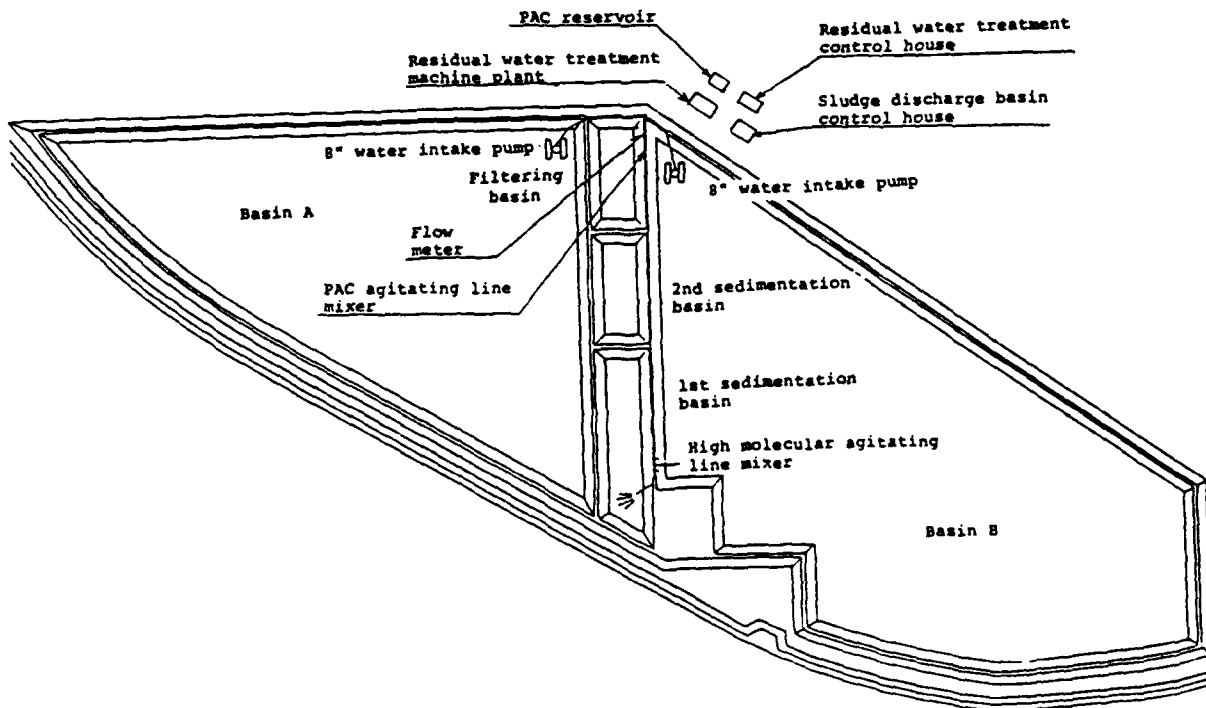 PAC reservoir
Residual water treatment
control house
Residual water treatment
machine plant
Sludge discharge basin
control house
8" water intake pump
Filtering
basin
8" water intake pump
Basin A
Flow
meter
PAC agitating line
mixer
2nd sedimentation
basin
1st sedimentation
basin
High molecular agitating
line mixer
Basin B